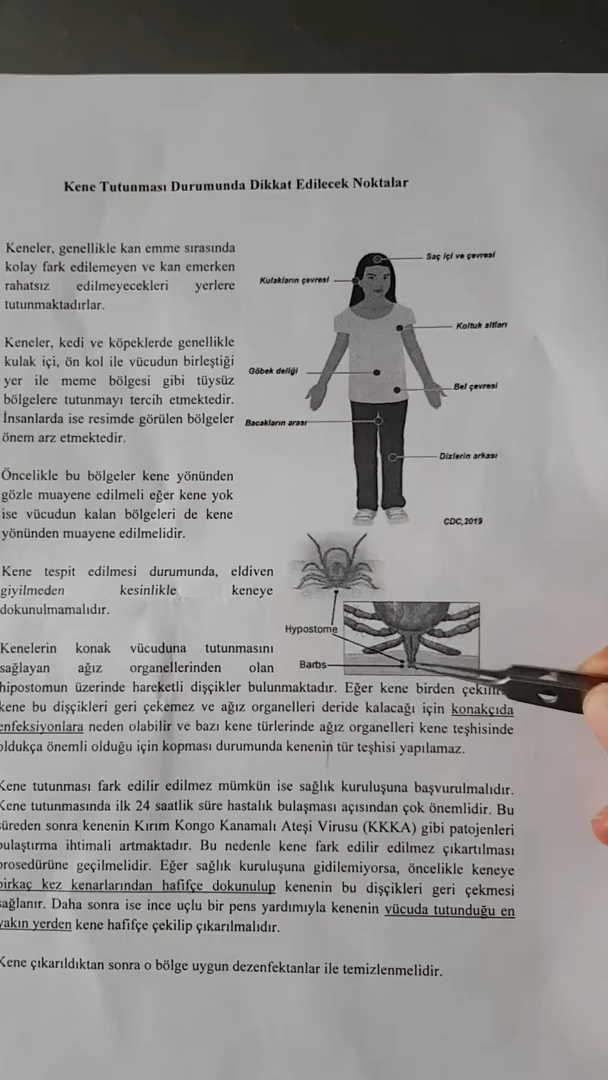 Kene Tutunması Durumunda Dikkat Edilecek Noktalar
Keneler, genellikle kan emme sırasında
kolay fark edilemeyen ve kan emerken
rahatsız edilmeyecekleri yerlere
tutunmaktadırlar.
Keneler, kedi ve köpeklerde genellikle
kulak içi, ön kol ile vücudun birleştiği
yer ile meme bölgesi gibi tüysüz
bölgelere tutunmayı tercih etmektedir.
İnsanlarda ise resimde görülen bölgeler
önem arz etmektedir.
Öncelikle bu bölgeler kene yönünden
gözle muayene edilmeli eğer kene yok
ise vücudun kalan bölgeleri de kene
yönünden muayene edilmelidir.
Saç içi ve çevresi
Kulakların çevresi
Koltuk altları
Göbek deliği
Bel çevresi
Bacakların arası
Dizlerin arkası
CDC, 2019
Kene tespit edilmesi durumunda, eldiven
giyilmeden kesinlikle keneye
dokunulmamalıdır.
Hypostome
Barbs
Kenelerin konak vücuduna tutunmasını
sağlayan ağız organellerinden olan
hipostomun üzerinde hareketli dişçikler bulunmaktadır. Eğer kene birden
kene bu dişçikleri geri çekemez ve ağız organelleri deride kalacağı için konakçıda
enfeksiyonlara neden olabilir ve bazı kene türlerinde ağız organelleri kene teşhisinde
oldukça önemli olduğu için kopması durumunda kenenin tür teşhisi yapılamaz.
Kene tutunması fark edilir edilmez mümkün ise sağlık kuruluşuna başvurulmalıdır.
Kene tutunmasında ilk 24 saatlik süre hastalık bulaşması açısından çok önemlidir. Bu
süreden sonra kenenin Kırım Kongo Kanamalı Ateşi Virusu (KKKA) gibi patojenleri
bulaştırma ihtimali artmaktadır. Bu nedenle kene fark edilir edilmez çıkartılması
prosedürüne geçilmelidir. Eğer sağlık kuruluşuna gidilemiyorsa, öncelikle keneye
birkaç kez kenarlarından hafifçe dokunulup kenenin bu dişçikleri geri çekmesi
sağlanır. Daha sonra ise ince uçlu bir pens yardımıyla kenenin vücuda tutunduğu en
yakın yerden kene hafifçe çekilip çıkarılmalıdır.
Kene çıkarıldıktan sonra o bölge uygun dezenfektanlar ile temizlenmelidir.